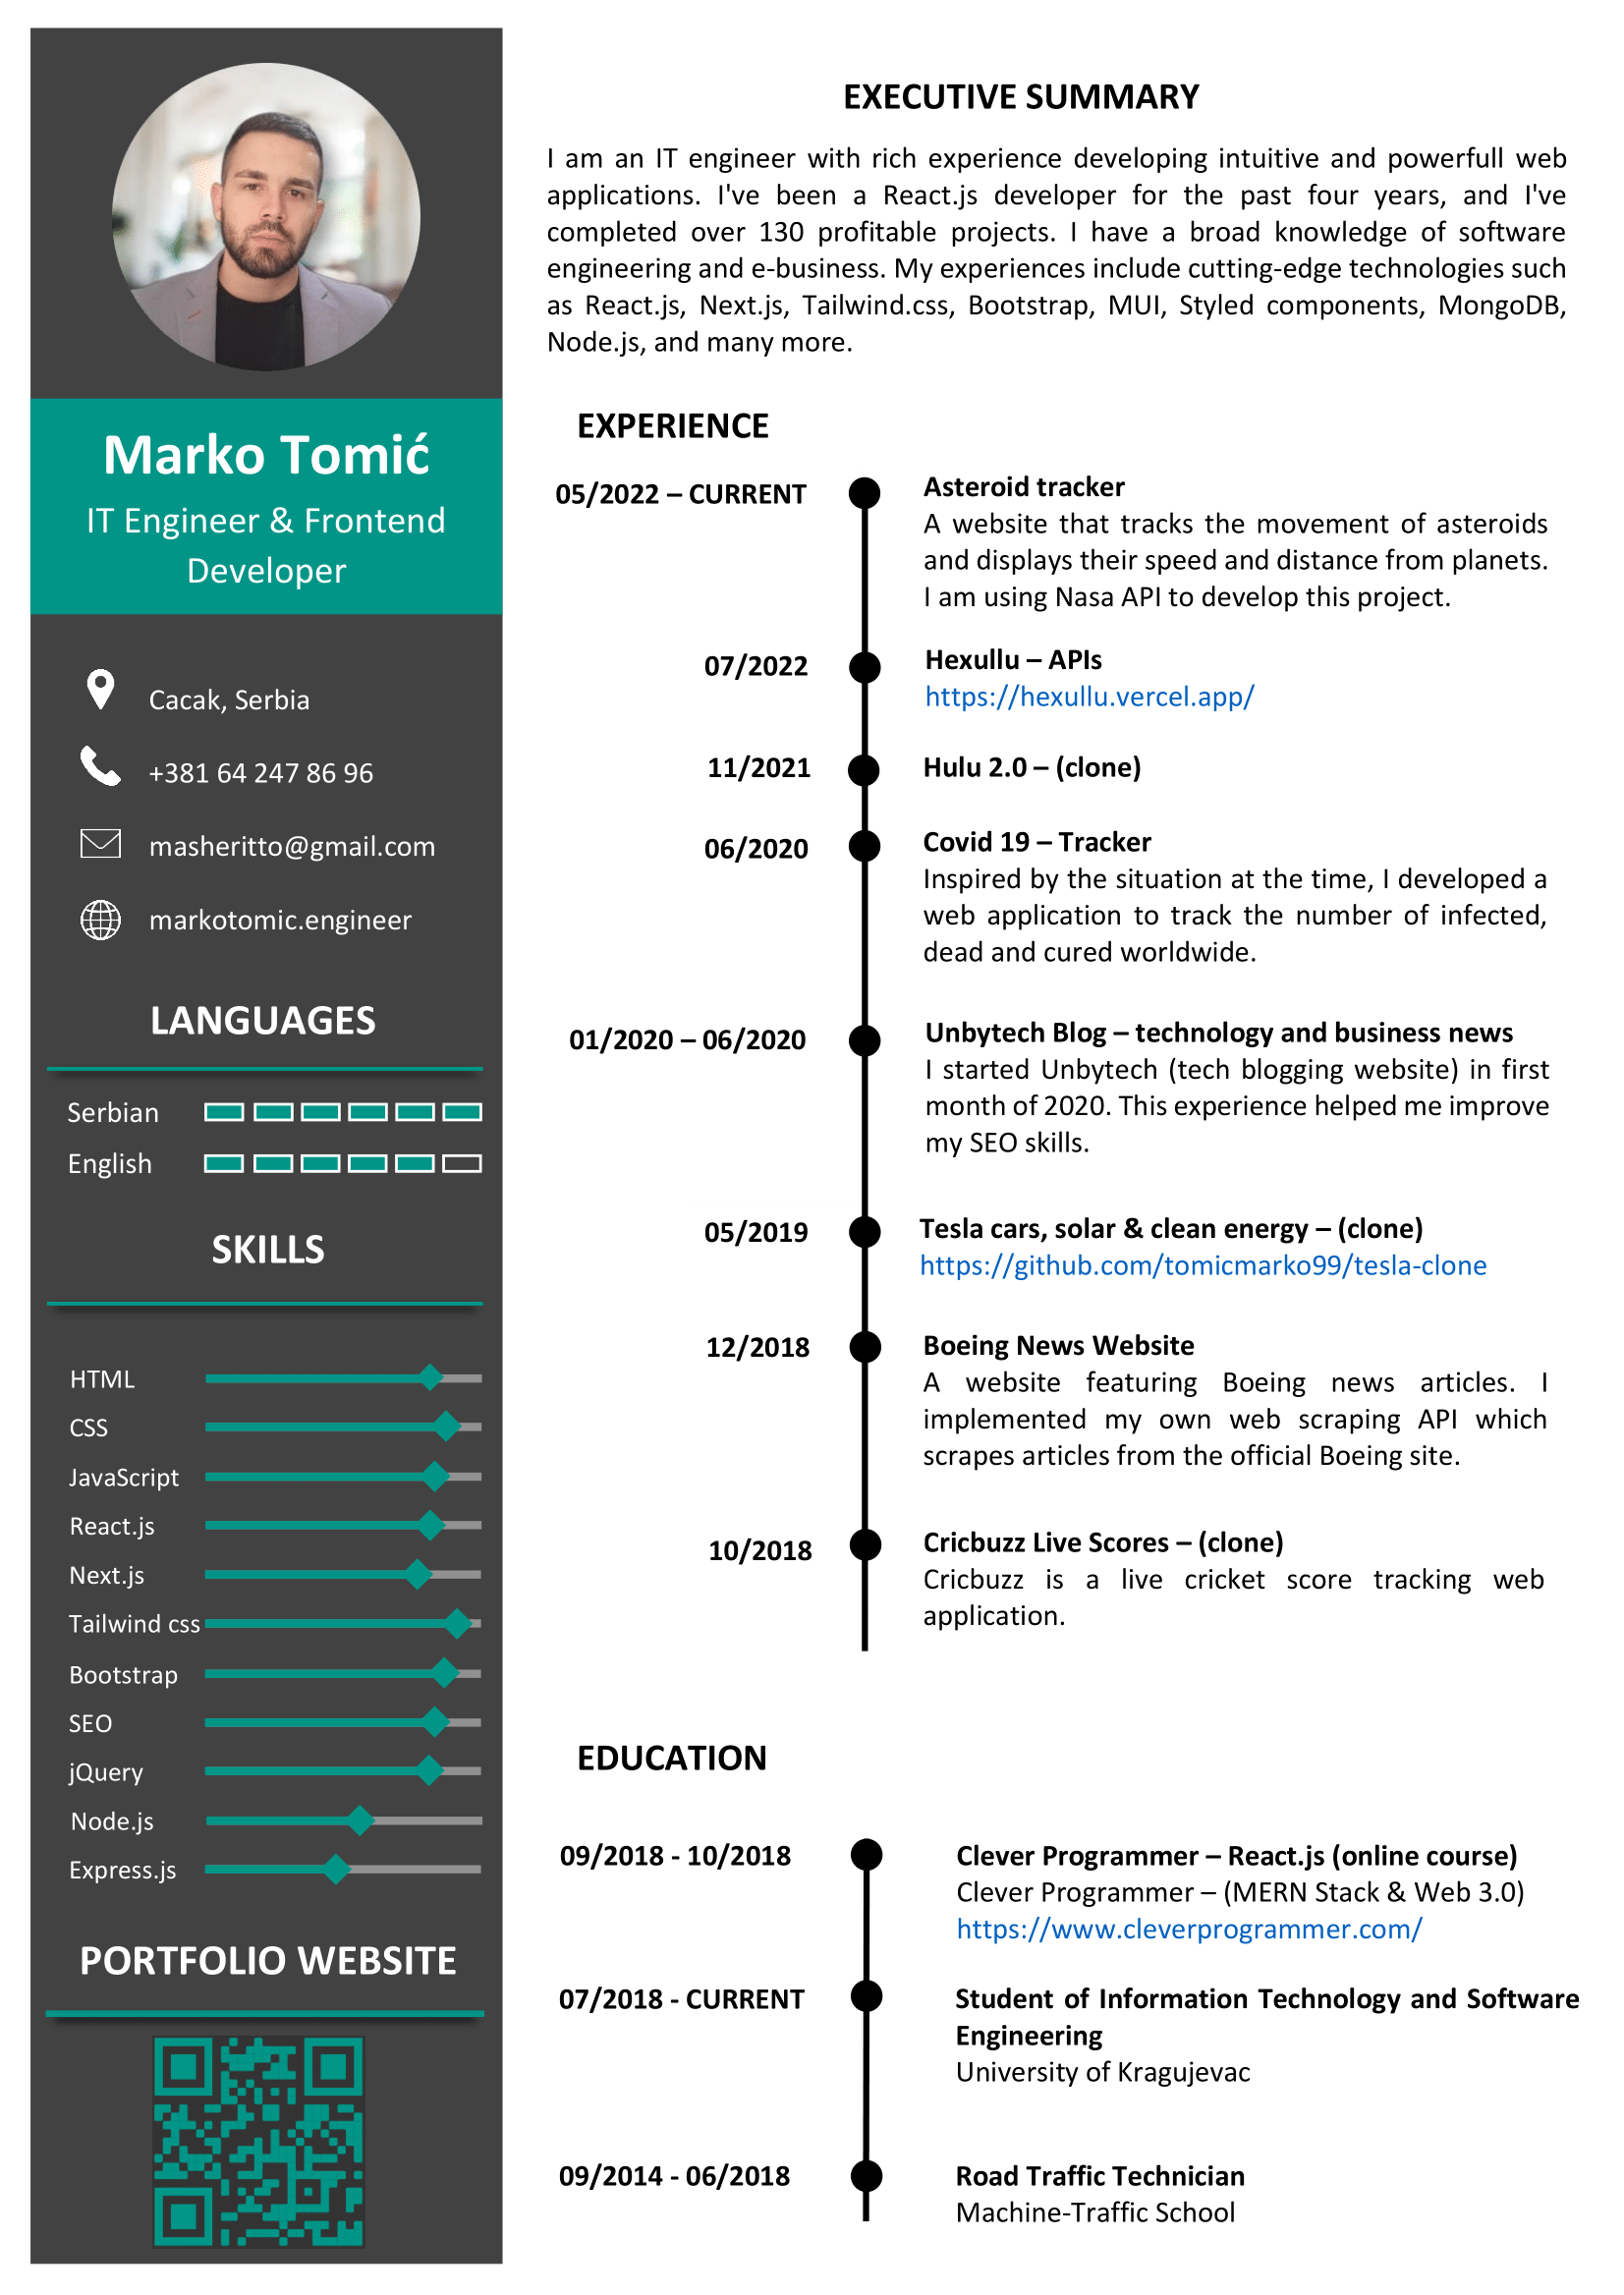 Marko Tomić
IT Engineer & Frontend
Developer
Cacak, Serbia
+381 64 247 86 96
masheritto@gmail.com
markotomic.engineer
LANGUAGES
Serbian
English
SKILLS
HTML
CSS
JavaScript
React.js
Next.js
Tailwind css
Bootstrap
SEO
jQuery
Node.js
Express.js
PORTFOLIO WEBSITE
EXECUTIVE SUMMARY
I am an IT engineer with rich experience developing intuitive and powerfull web
applications. I've been a React.js developer for the past four years, and I've
completed over 130 profitable projects. I have a broad knowledge of software
engineering and e-business. My experiences include cutting-edge technologies such
as React.js, Next.js, Tailwind.css, Bootstrap, MUI, Styled components, MongoDB,
Node.js, and many more.
EXPERIENCE
05/2022 – CURRENT
Asteroid tracker
A website that tracks the movement of asteroids
and displays their speed and distance from planets.
I am using Nasa API to develop this project.
07/2022
Hexullu – APIs
https://hexullu.vercel.app/
11/2021
Hulu 2.0 – (clone)
06/2020
Covid 19 – Tracker
Inspired by the situation at the time, I developed a
web application to track the number of infected,
dead and cured worldwide.
01/2020 – 06/2020
Unbytech Blog – technology and business news
I started Unbytech (tech blogging website) in first
month of 2020. This experience helped me improve
my SEO skills.
05/2019
Tesla cars, solar & clean energy – (clone)
https://github.com/tomicmarko99/tesla-clone
12/2018
Boeing News Website
A website featuring Boeing news articles. I
implemented my own web scraping API which
scrapes articles from the official Boeing site.
10/2018
Cricbuzz Live Scores – (clone)
Cricbuzz is a live cricket score tracking web
application.
EDUCATION
09/2018 - 10/2018
Clever Programmer – React.js (online course)
Clever Programmer – (MERN Stack & Web 3.0)
https://www.cleverprogrammer.com/
07/2018 - CURRENT
Student of Information Technology and Software
Engineering
University of Kragujevac
09/2014 - 06/2018
Road Traffic Technician
Machine-Traffic School